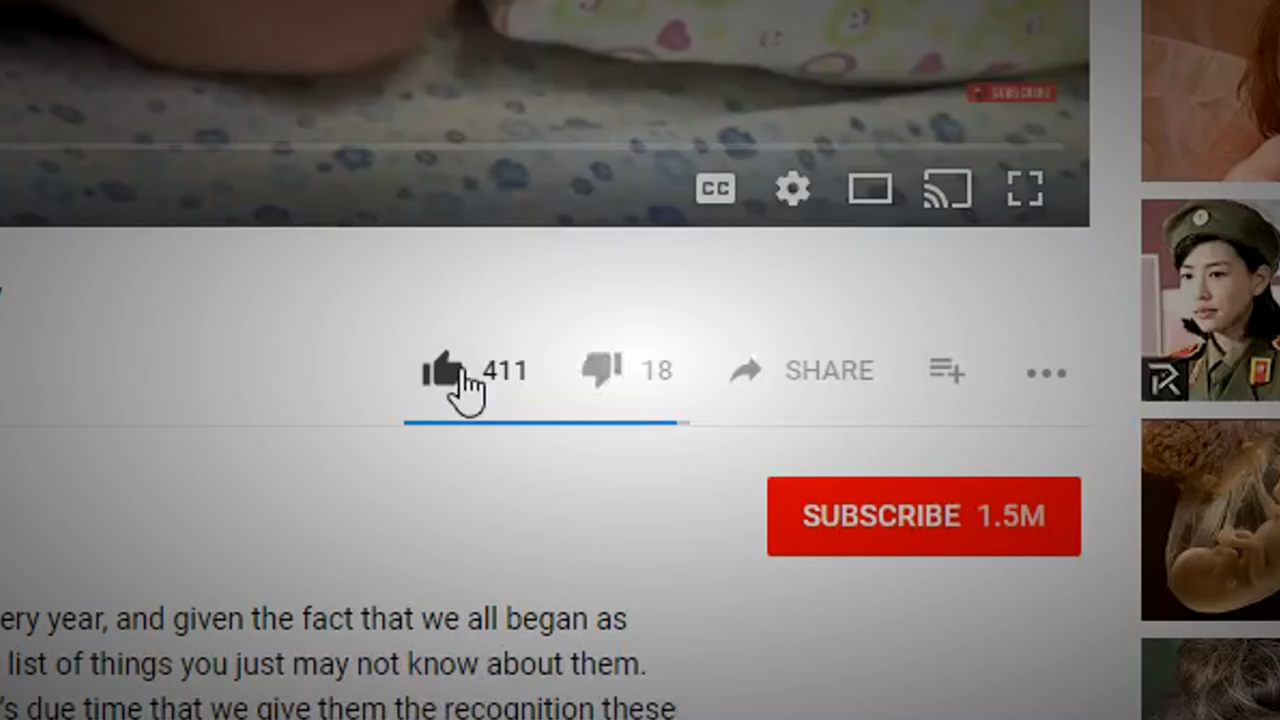 SUBSCRIBE
CC
411
18
SHARE
SUBSCRIBE 1.5M
ery year, and given the fact that we all began as
list of things you just may not know about them.
's due time that we give them the recognition these